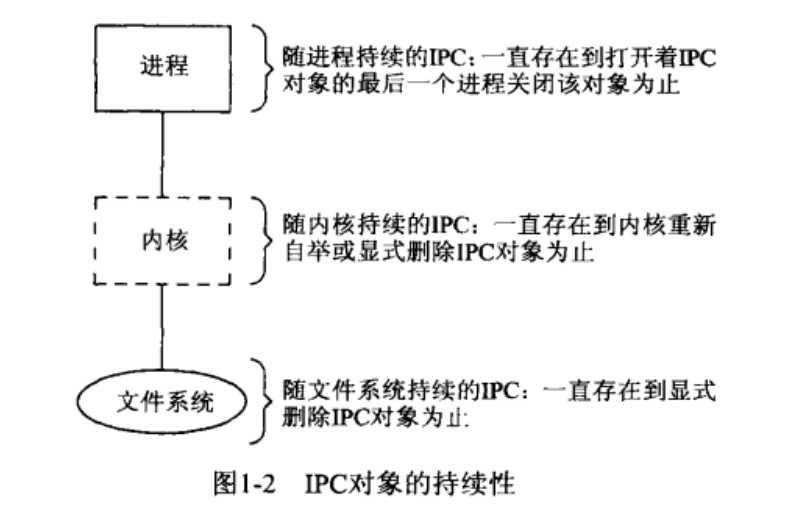 进程
随进程持续的IPC：一直存在到打开着IPC
对象的最后一个进程关闭该对象为止
内核
随内核持续的IPC：一直存在到内核重新
自举或显式删除IPC对象为止
文件系统
随文件系统持续的IPC：一直存在到显式
删除IPC对象为止
图1-2 IPC对象的持续性